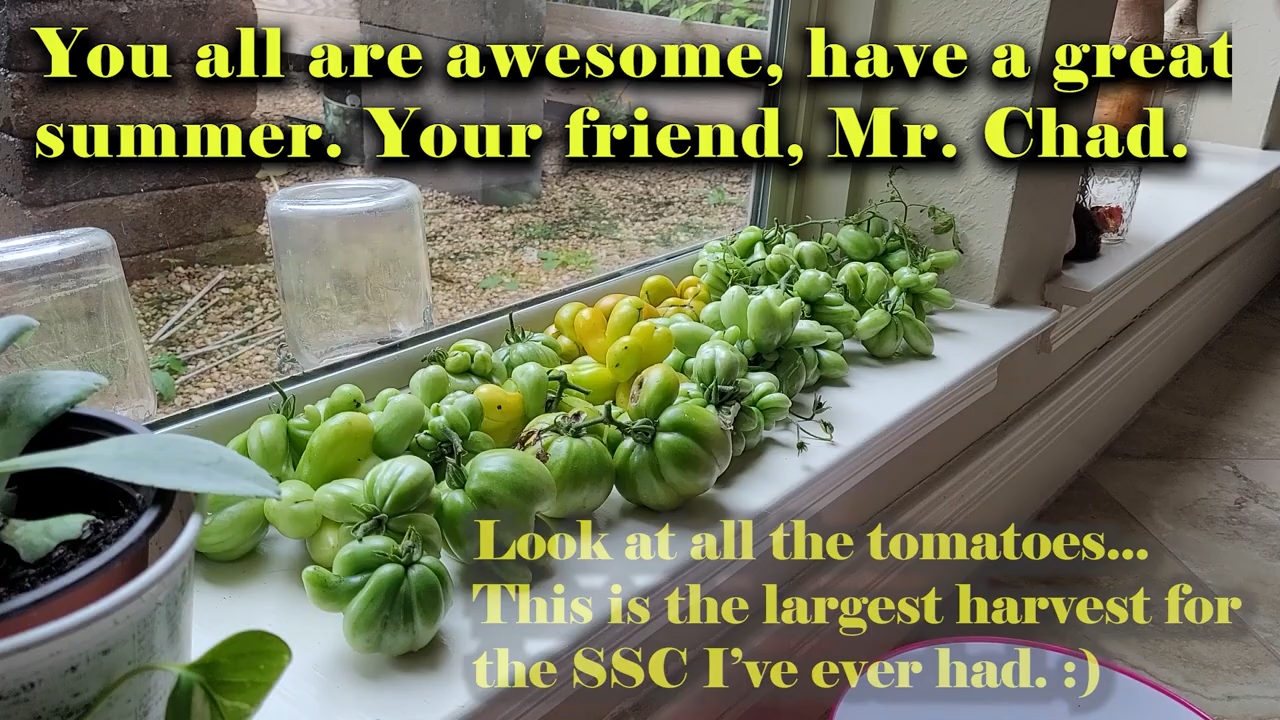 You all are awesome, have a great
summer. Your friend, Mr. Chad.
Look at all the tomatoes...
This is the largest harvest for
the SSC I've ever had. :)